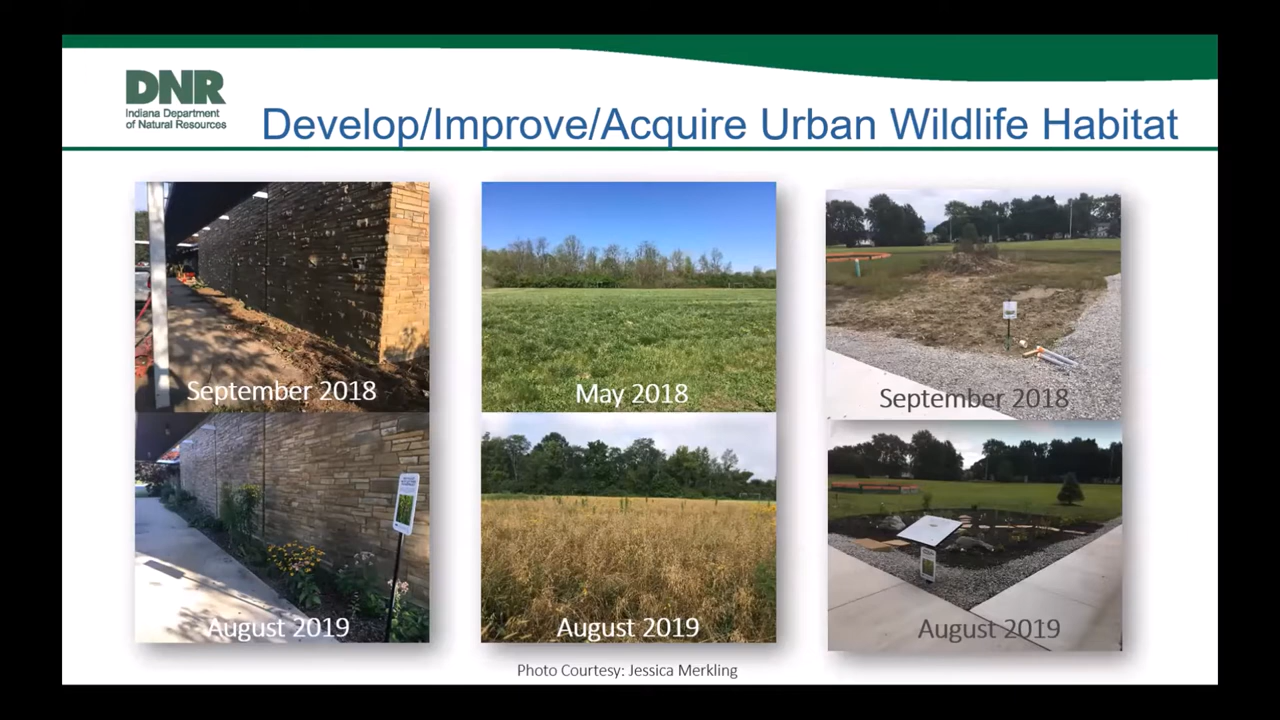 DNR
Indiana Department
of Natural Resources
Develop/Improve/Acquire Urban Wildlife Habitat
September 2018
May 2018
September 2018
August 2019
August 2019
August 2019
Photo Courtesy: Jessica Merkling